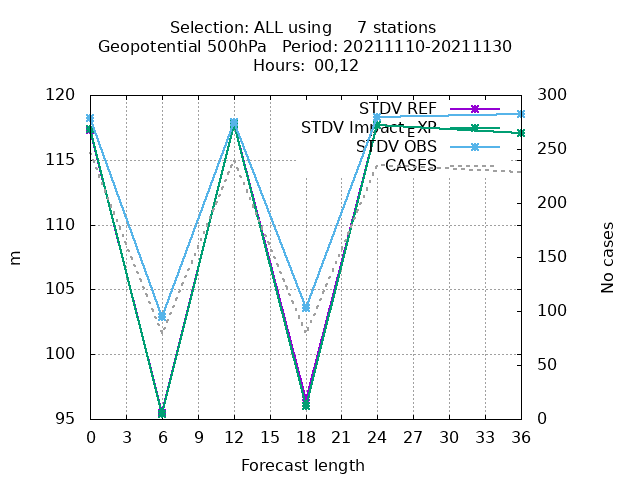 Selection: ALL using 7 stations
Geopotential 500hPa Period: 20211110-20211130
Hours: 00,12
120 300
STDV REF
STDV Impact_EXP
STDV OBS
CASES
115 250
110 200
150
105
100
100 50
95 0
m
No cases
0 3 6 9 12 15 18 21 24 27 30 33 36
Forecast length